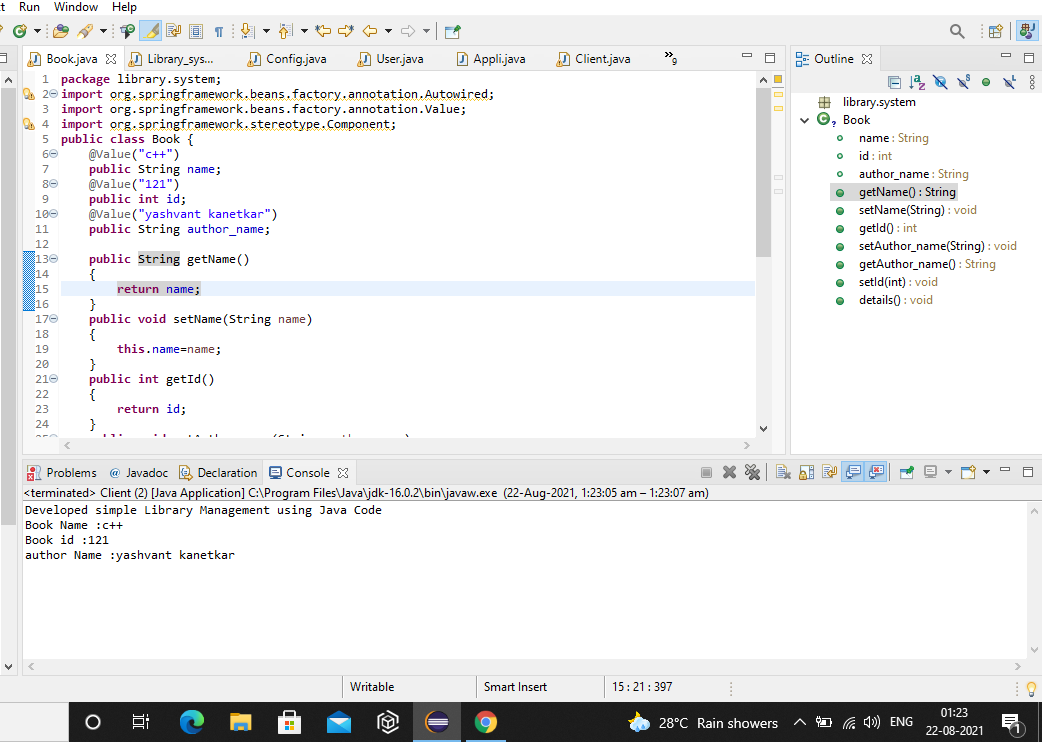 Run Window Help
Book.java Library_sys... Config.java User.java Appli.java Client.java »9
1 package library.system;
2 import org.springframework.beans.factory.annotation.Autowired;
3 import org.springframework.beans.factory.annotation.Value;
4 import org.springframework.stereotype.Component;
5 public class Book {
6 @Value("c++")
7 public String name;
8 @Value("121")
9 public int id;
10 @Value("yashvant kanetkar")
11 public String author_name;
12
13 public String getName()
14 {
15 return name;
16 }
17 public void setName(String name)
18 {
19 this.name=name;
20 }
21 public int getId()
22 {
23 return id;
24 }
Outline
library.system
Book
name : String
id : int
author_name : String
getName() : String
setName(String) : void
getId() : int
setAuthor_name(String) : void
getAuthor_name() : String
setId(int) : void
details() : void
Problems @ Javadoc Declaration Console
<terminated> Client (2) [Java Application] C:\Program Files\Java\jdk-16.0.2\bin\javaw.exe (22-Aug-2021, 1:23:05 am – 1:23:07 am)
Developed simple Library Management using Java Code
Book Name :c++
Book id :121
author Name :yashvant kanetkar
Writable Smart Insert 15 : 21 : 397
28°C Rain showers ENG 01:23
22-08-2021
1